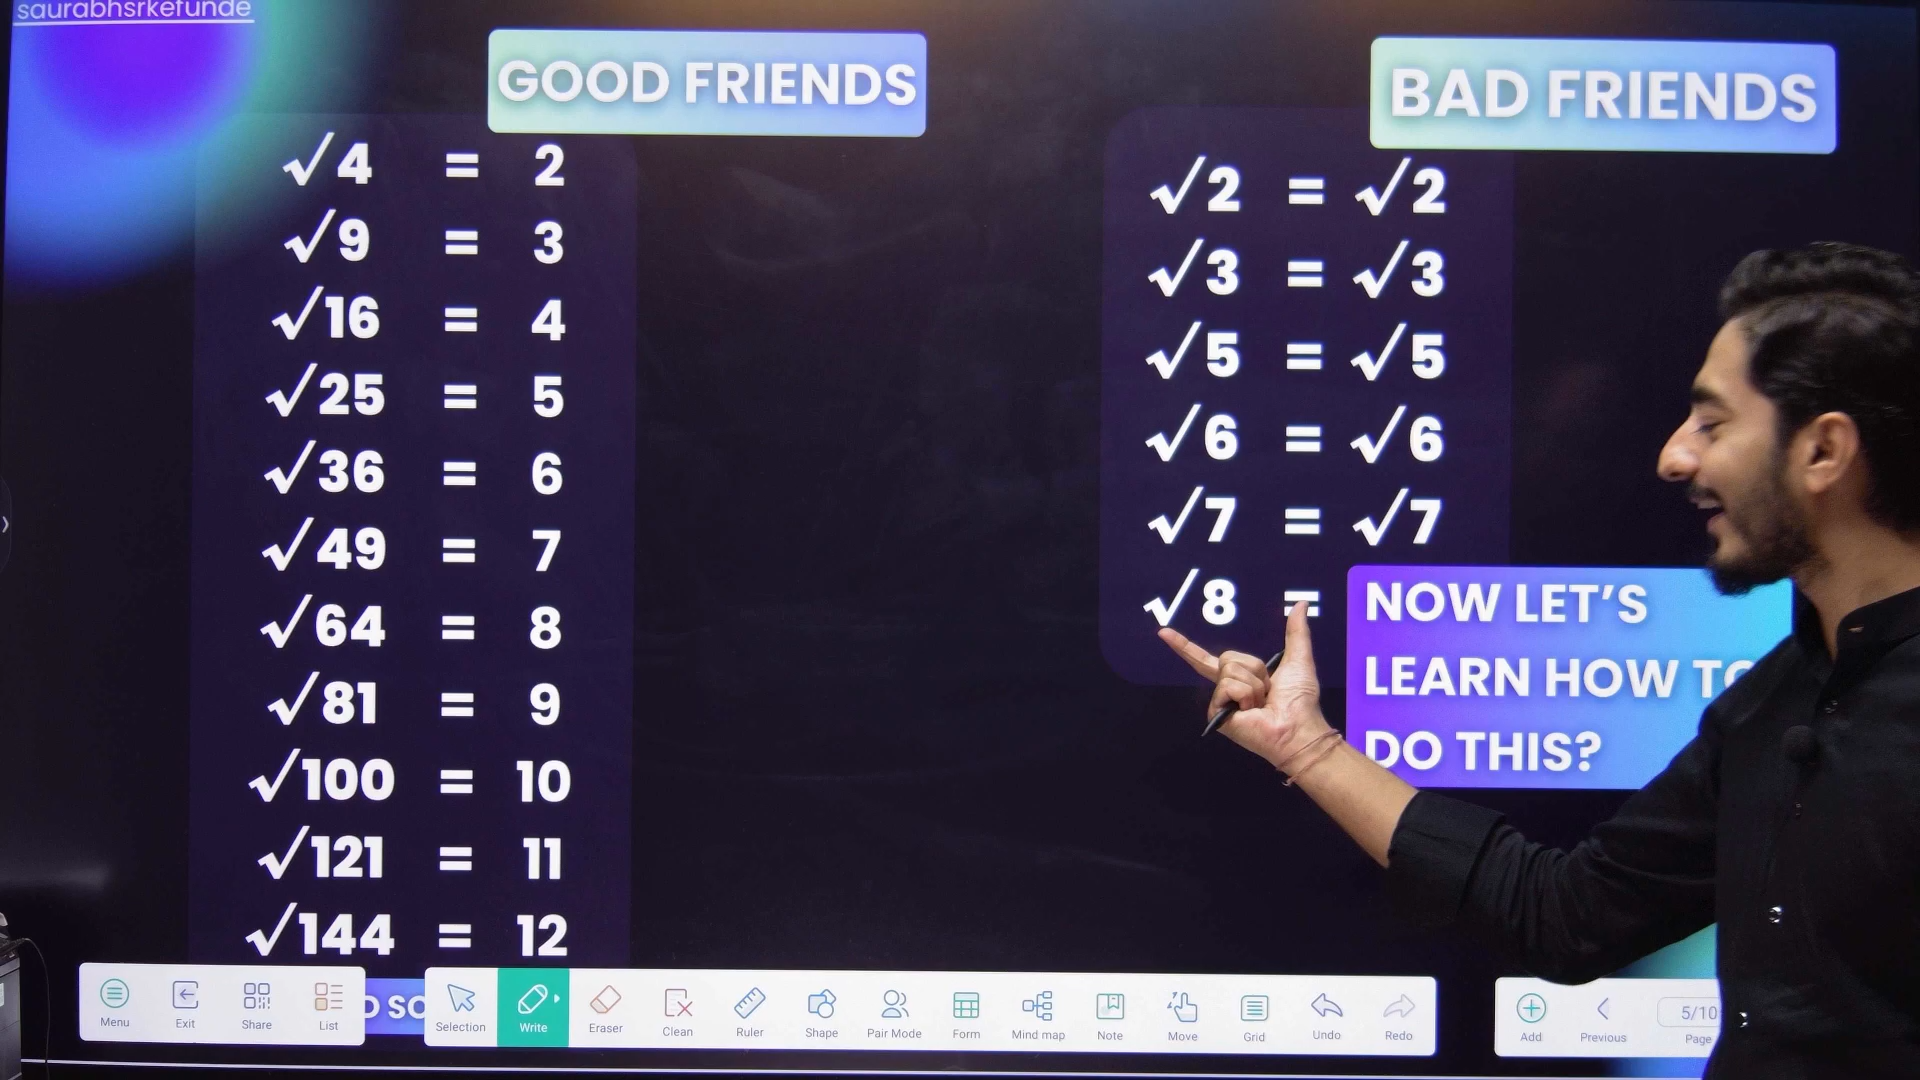 saurabhsrkefunde
GOOD FRIENDS
√4 = 2
√9 = 3
√16 = 4
√25 = 5
√36 = 6
√49 = 7
√64 = 8
√81 = 9
√100 = 10
√121 = 11
√144 = 12
BAD FRIENDS
√2 = √2
√3 = √3
√5 = √5
√6 = √6
√7 = √7
√8 =
NOW LET’S
LEARN HOW TO
DO THIS?
Menu Exit Share List
Selection Write Eraser Clean Ruler Shape Pair Mode Form Mind map Note Move Grid Undo Redo
Add Previous 5/10 Page